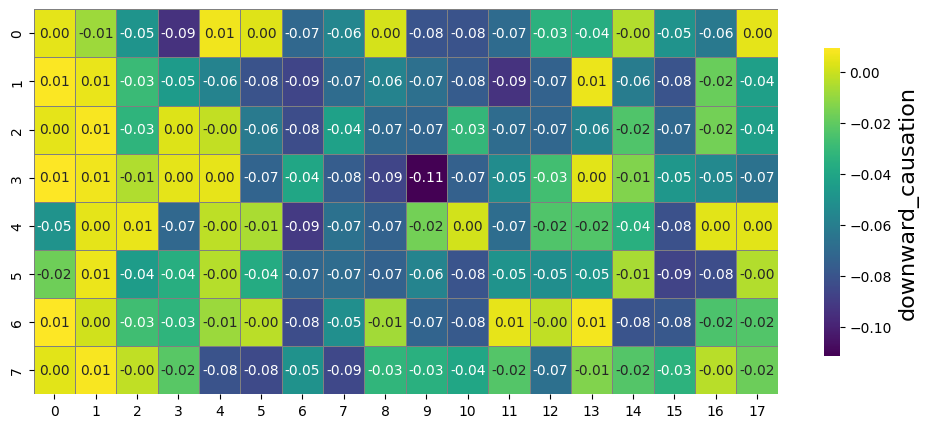 0 0.00 -0.01 -0.05 -0.09 0.01 0.00 -0.07 -0.06 0.00 -0.08 -0.08 -0.07 -0.03 -0.04 -0.00 -0.05 -0.06 0.00
1 0.01 0.01 -0.03 -0.05 -0.06 -0.08 -0.09 -0.07 -0.06 -0.07 -0.08 -0.09 -0.07 0.01 -0.06 -0.08 -0.02 -0.04
2 0.00 0.01 -0.03 0.00 -0.00 -0.06 -0.08 -0.04 -0.07 -0.07 -0.03 -0.07 -0.07 -0.06 -0.02 -0.07 -0.02 -0.04
3 0.01 0.01 -0.01 0.00 0.00 -0.07 -0.04 -0.08 -0.09 -0.11 -0.07 -0.05 -0.03 0.00 -0.01 -0.05 -0.05 -0.07
4 -0.05 0.00 0.01 -0.07 -0.00 -0.01 -0.09 -0.07 -0.07 -0.02 0.00 -0.07 -0.02 -0.02 -0.04 -0.08 0.00 0.00
5 -0.02 0.01 -0.04 -0.04 -0.00 -0.04 -0.07 -0.07 -0.07 -0.06 -0.08 -0.05 -0.05 -0.05 -0.01 -0.09 -0.08 -0.00
6 0.01 0.00 -0.03 -0.03 -0.01 -0.00 -0.08 -0.05 -0.01 -0.07 -0.08 0.01 -0.00 0.01 -0.08 -0.08 -0.02 -0.02
7 0.00 0.01 -0.00 -0.02 -0.08 -0.08 -0.05 -0.09 -0.03 -0.03 -0.04 -0.02 -0.07 -0.01 -0.02 -0.03 -0.00 -0.02
0 1 2 3 4 5 6 7 8 9 10 11 12 13 14 15 16 17
0.00
−0.02
−0.04
−0.06
−0.08
−0.10
downward_causation